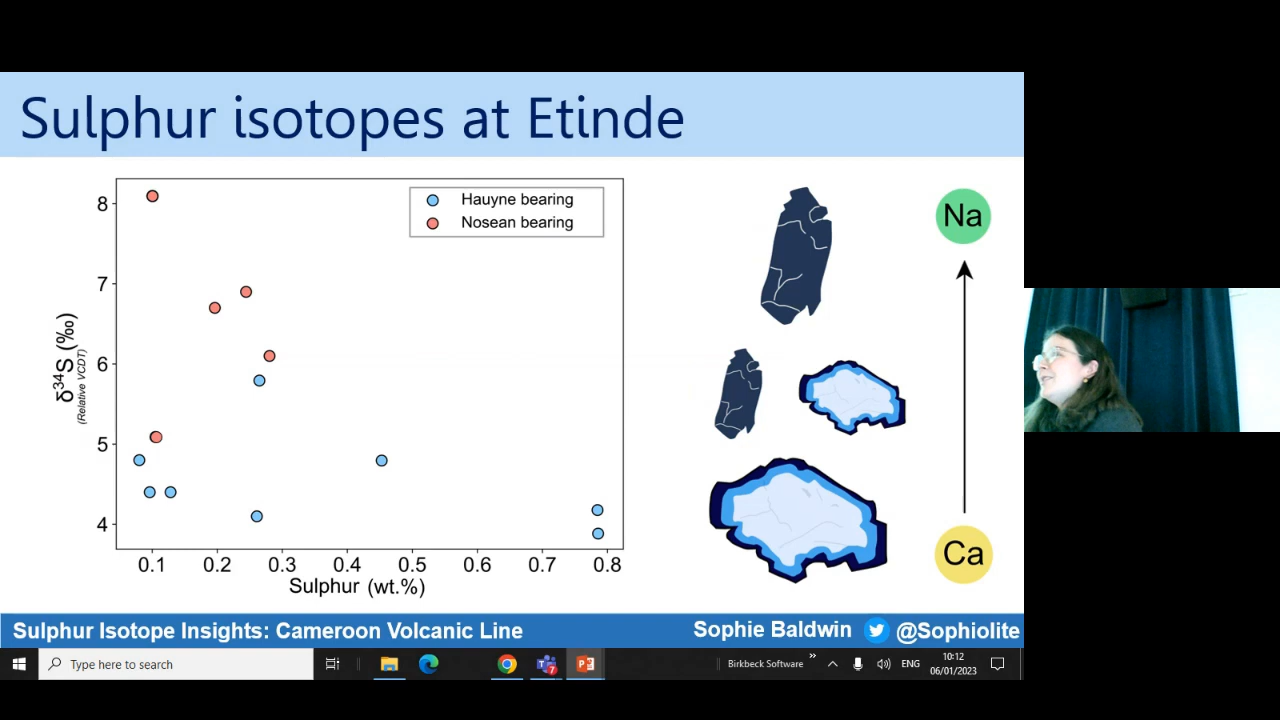 Sulphur isotopes at Etinde
8
7
6
5
4
δ³⁴S (‰)
(Relative VCDT)
Hauyne bearing
Nosean bearing
0.1 0.2 0.3 0.4 0.5 0.6 0.7 0.8
Sulphur (wt.%)
Na
Ca
Sulphur Isotope Insights: Cameroon Volcanic Line
Sophie Baldwin @Sophiolite
Type here to search
7
Birkbeck Software
»
ENG
10:12
06/01/2023